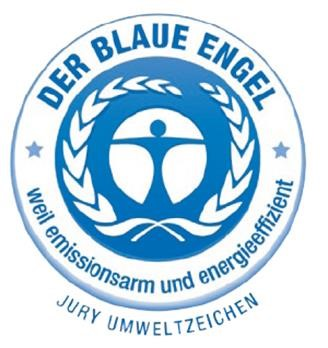 DER BLAUE ENGEL
weil emissionsarm und energieeffizient
JURY UMWELTZEICHEN